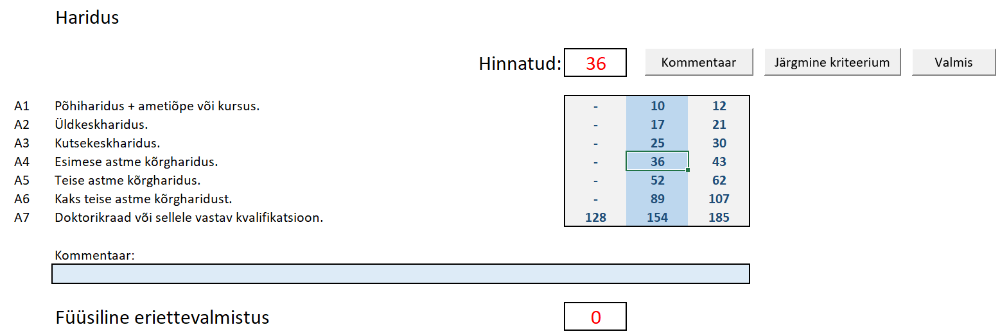 Haridus
Hinnatud: 36 Kommentaar Järgmine kriteerium Valmis
A1 Põhiharidus + ametiõpe või kursus. - 10 12
A2 Üldkeskharidus. - 17 21
A3 Kutsekeskharidus. - 25 30
A4 Esimese astme kõrgharidus. - 36 43
A5 Teise astme kõrgharidus. - 52 62
A6 Kaks teise astme kõrgharidust. - 89 107
A7 Doktorikraad või sellele vastav kvalifikatsioon. 128 154 185
Kommentaar:
Füüsiline eriettevalmistus 0